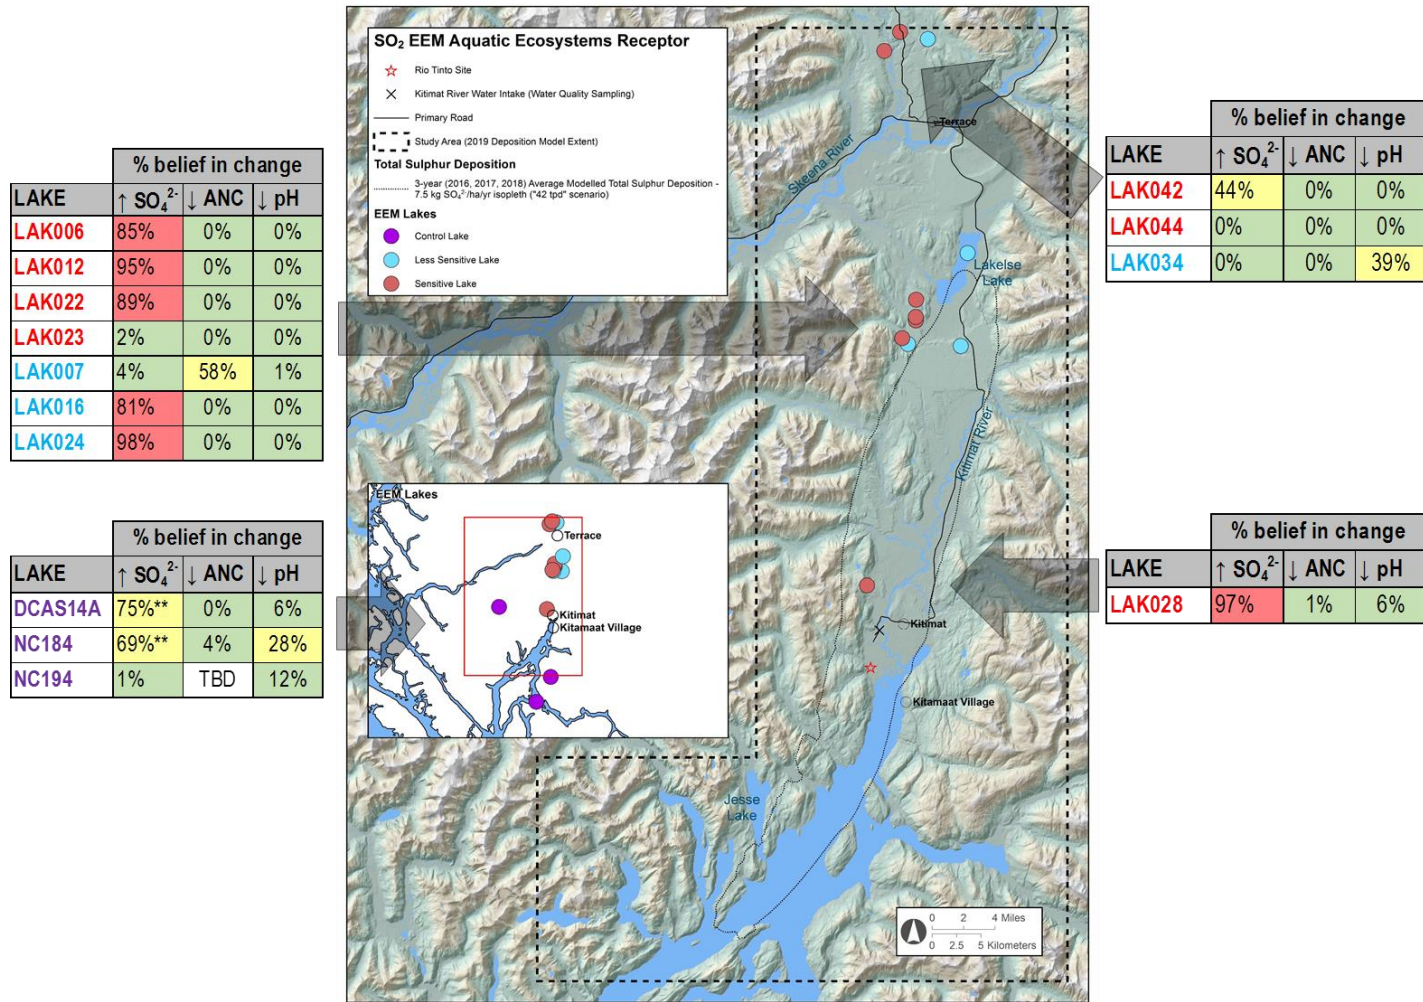 % belief in change
LAKE ↑ SO₄²⁻ ↓ ANC ↓ pH
LAK006 85% 0% 0%
LAK012 95% 0% 0%
LAK022 89% 0% 0%
LAK023 2% 0% 0%
LAK007 4% 58% 1%
LAK016 81% 0% 0%
LAK024 98% 0% 0%
% belief in change
LAKE ↑ SO₄²⁻ ↓ ANC ↓ pH
DCAS14A 75%** 0% 6%
NC184 69%** 4% 28%
NC194 1% TBD 12%
SO₂ EEM Aquatic Ecosystems Receptor
Rio Tinto Site
Kitimat River Water Intake (Water Quality Sampling)
Primary Road
Study Area (2019 Deposition Model Extent)
Total Sulphur Deposition
3-year (2016, 2017, 2018) Average Modelled Total Sulphur Deposition -
7.5 kg SO₄²⁻/ha/yr isopleth ("42 tpd" scenario)
EEM Lakes
Control Lake
Less Sensitive Lake
Sensitive Lake
Terrace
Skeena River
Lakelse
Lake
Kitimat River
EEM Lakes
Terrace
Kitimat
Kitamaat Village
Kitimat
Kitamaat Village
Jesse
Lake
0 2 4 Miles
0 2.5 5 Kilometers
% belief in change
LAKE ↑ SO₄²⁻ ↓ ANC ↓ pH
LAK042 44% 0% 0%
LAK044 0% 0% 0%
LAK034 0% 0% 39%
% belief in change
LAKE ↑ SO₄²⁻ ↓ ANC ↓ pH
LAK028 97% 1% 6%